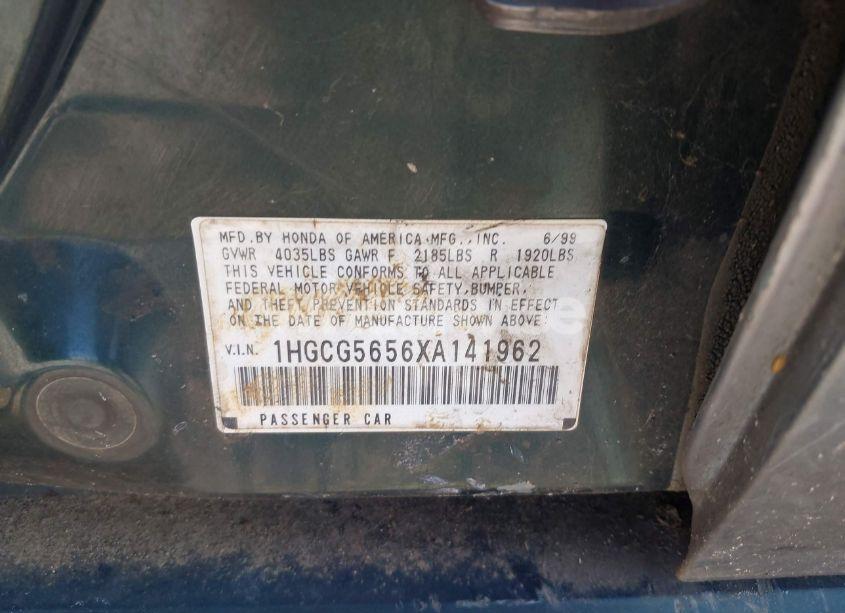 MFD.BY HONDA OF AMERICA MFG.,INC. 6/99
GVWR 4035LBS GAWR F 2185LBS R 1920LBS
THIS VEHICLE CONFORMS TO ALL APPLICABLE
FEDERAL MOTOR VEHICLE SAFETY,BUMPER,
AND THEFT PREVENTION STANDARDS IN EFFECT
ON THE DATE OF MANUFACTURE SHOWN ABOVE.
V.I.N. 1HGCG5656XA141962
PASSENGER CAR